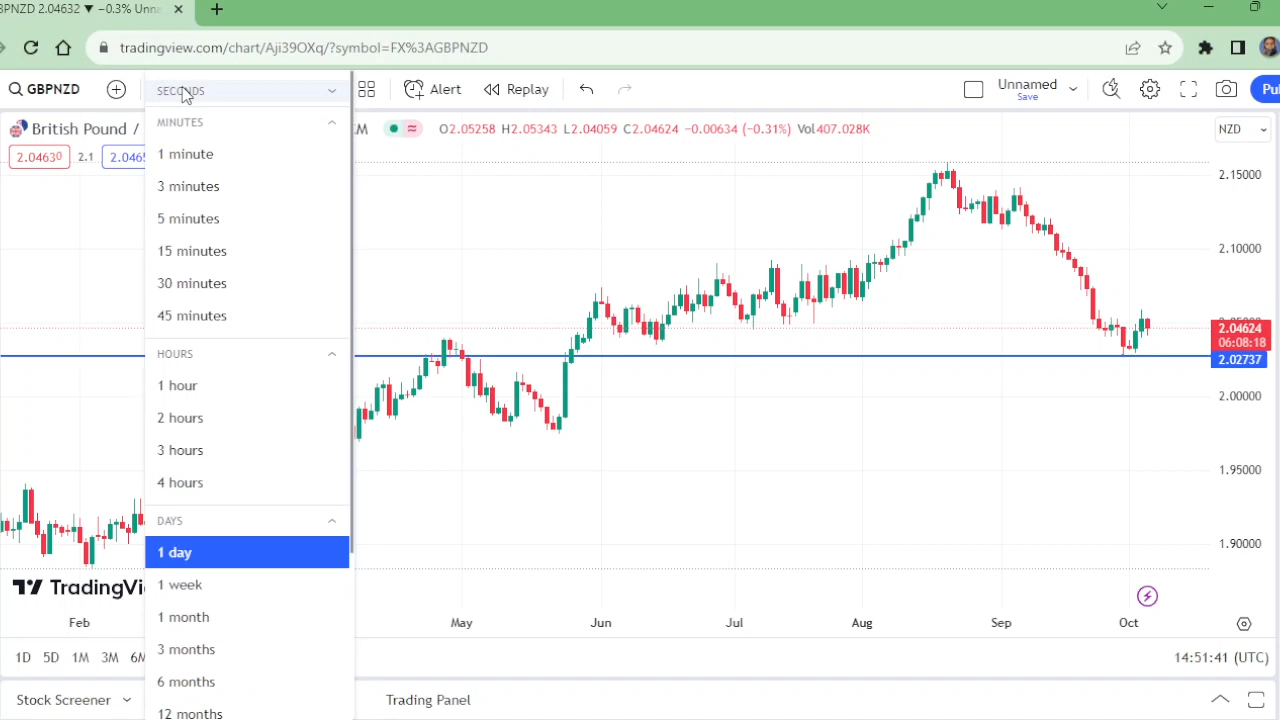 GBPNZD 2.04632 ▼ −0.3% Unna
tradingview.com/chart/Aji39OXq/?symbol=FX%3AGBPNZD
GBPNZD
SECONDS
Alert
Replay
Unnamed
Save
Pu
MINUTES
British Pound /
O2.05258 H2.05343 L2.04059 C2.04624 −0.00634 (−0.31%) Vol407.028K
NZD
2.04630
2.1
2.0465
1 minute
3 minutes
5 minutes
15 minutes
30 minutes
45 minutes
HOURS
1 hour
2 hours
3 hours
4 hours
DAYS
1 day
1 week
1 month
3 months
6 months
12 months
2.15000
2.10000
2.04624
06:08:18
2.02737
2.00000
1.95000
1.90000
TradingVi
Feb
May
Jun
Jul
Aug
Sep
Oct
1D 5D 1M 3M 6M
14:51:41 (UTC)
Stock Screener
Trading Panel